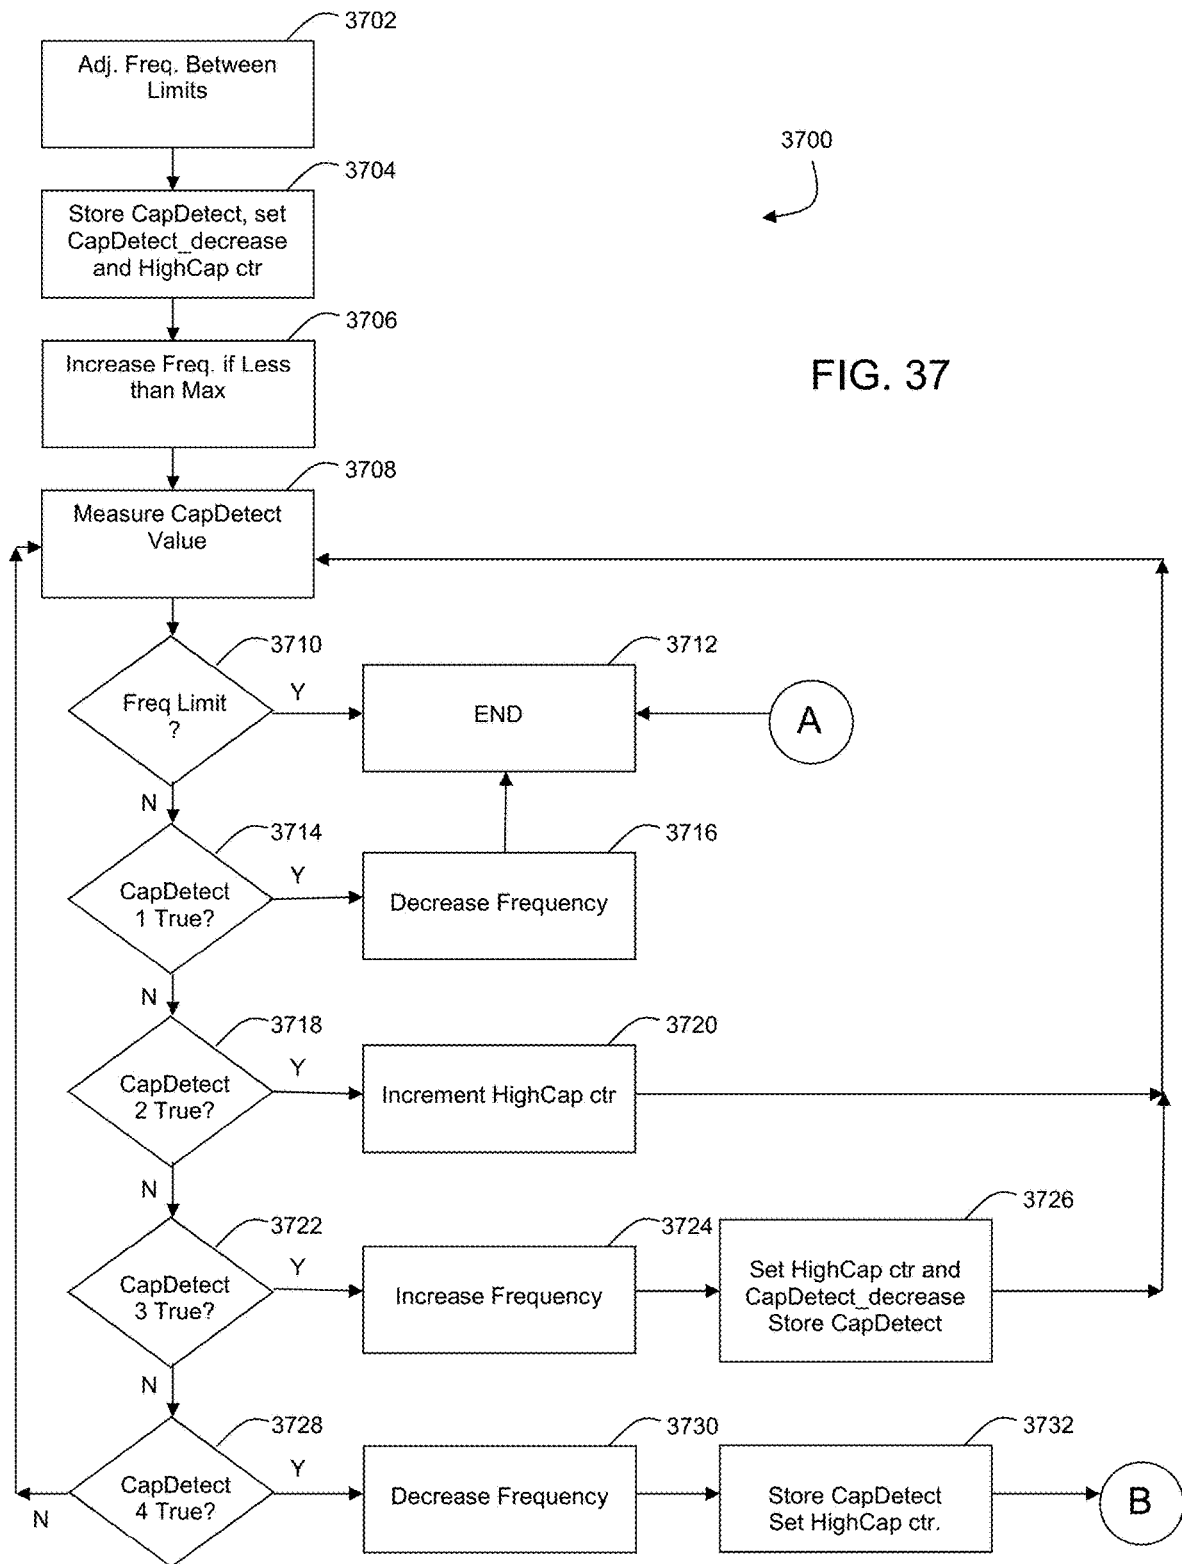 3702
Adj. Freq. Between
Limits
3700
3704
Store CapDetect, set
CapDetect_decrease
and HighCap ctr
3706
Increase Freq. if Less
than Max
FIG. 37
3708
Measure CapDetect
Value
3710
Freq Limit
?
Y
3712
END
A
N
3714
CapDetect
1 True?
Y
3716
Decrease Frequency
N
3718
CapDetect
2 True?
Y
3720
Increment HighCap ctr
N
3722
CapDetect
3 True?
Y
3724
Increase Frequency
3726
Set HighCap ctr and
CapDetect_decrease
Store CapDetect
N
3728
CapDetect
4 True?
N
Y
3730
Decrease Frequency
3732
Store CapDetect
Set HighCap ctr.
B